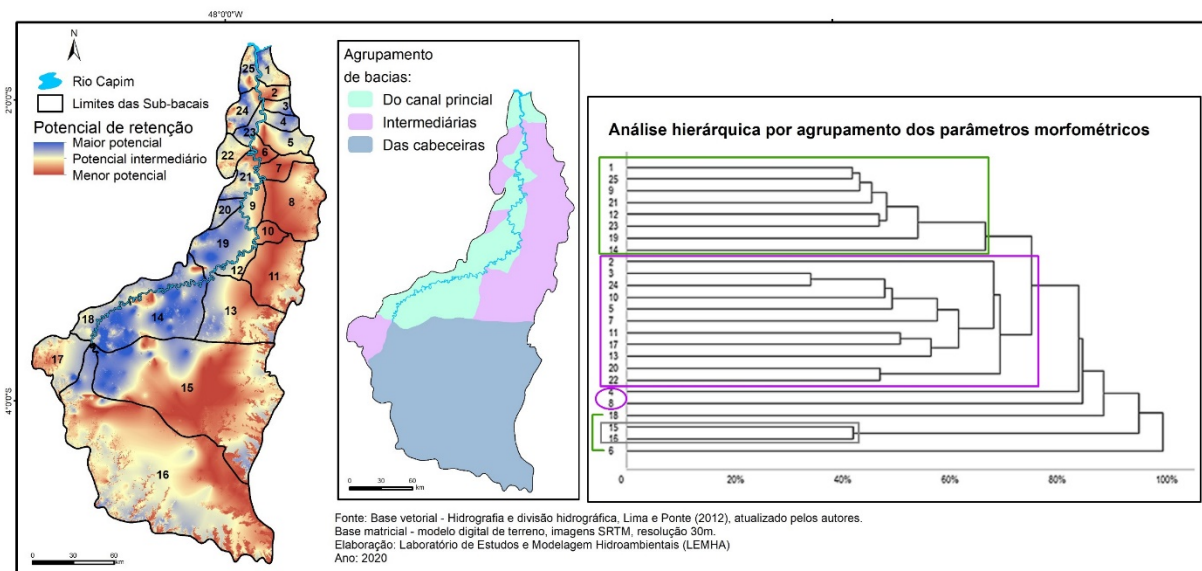 48°0'0"W
N
Rio Capim
Limites das Sub-bacais
Potencial de retenção
Maior potencial
Potencial intermediário
Menor potencial
2°0'0"S
4°0'0"S
25
1
2
3
24
4
23
5
22
6
7
21
8
9
20
10
19
12
11
18
14
13
17
15
16
0 30 60
km
Agrupamento
de bacias:
Do canal princial
Intermediárias
Das cabeceiras
0 30 60
km
Análise hierárquica por agrupamento dos parâmetros morfométricos
1
25
9
21
12
23
19
14
2
3
24
10
5
7
11
17
13
20
22
4
8
18
15
16
6
0 20% 40% 60% 80% 100%
Fonte: Base vetorial - Hidrografia e divisão hidrográfica, Lima e Ponte (2012), atualizado pelos autores.
Base matricial - modelo digital de terreno, imagens SRTM, resolução 30m.
Elaboração: Laboratório de Estudos e Modelagem Hidroambientais (LEMHA)
Ano: 2020